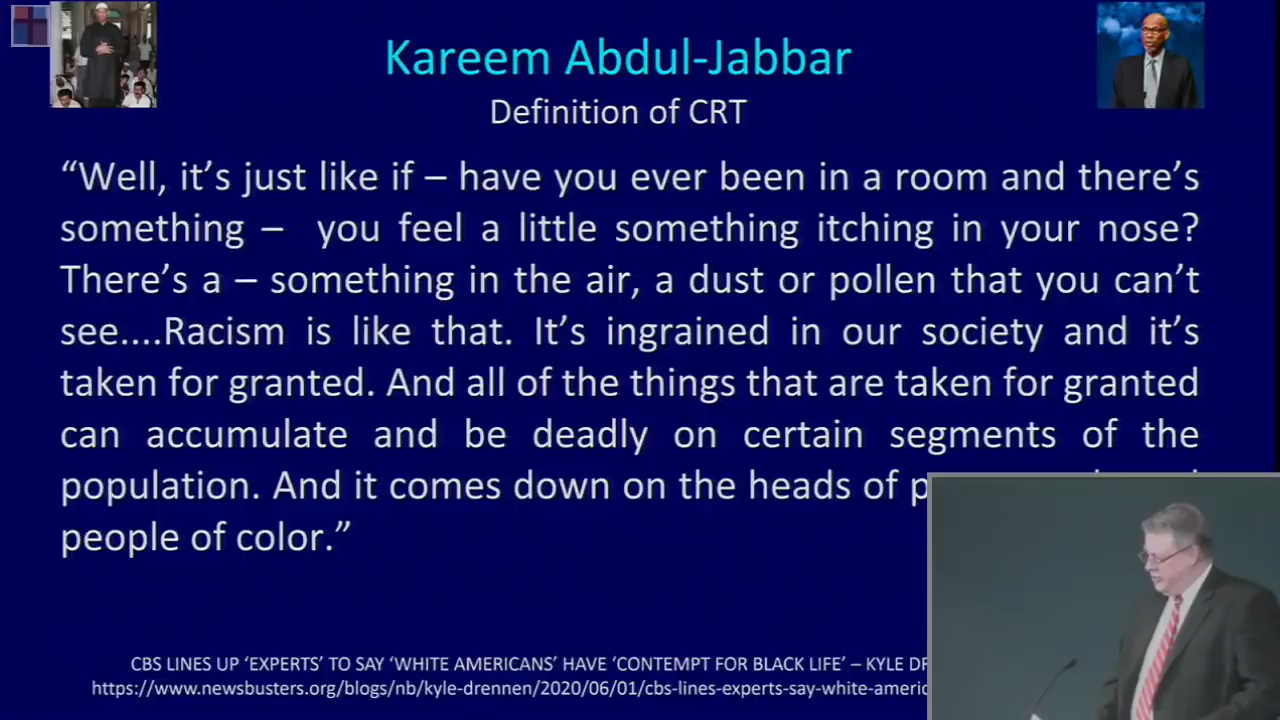 Kareem Abdul-Jabbar
Definition of CRT
“Well, it’s just like if – have you ever been in a room and there’s
something – you feel a little something itching in your nose?
There’s a – something in the air, a dust or pollen that you can’t
see....Racism is like that. It’s ingrained in our society and it’s
taken for granted. And all of the things that are taken for granted
can accumulate and be deadly on certain segments of the
population. And it comes down on the heads of
people of color.”
CBS LINES UP ‘EXPERTS’ TO SAY ‘WHITE AMERICANS’ HAVE ‘CONTEMPT FOR BLACK LIFE’ – KYLE
https://www.newsbusters.org/blogs/nb/kyle-drennen/2020/06/01/cbs-lines-experts-say-white-americ